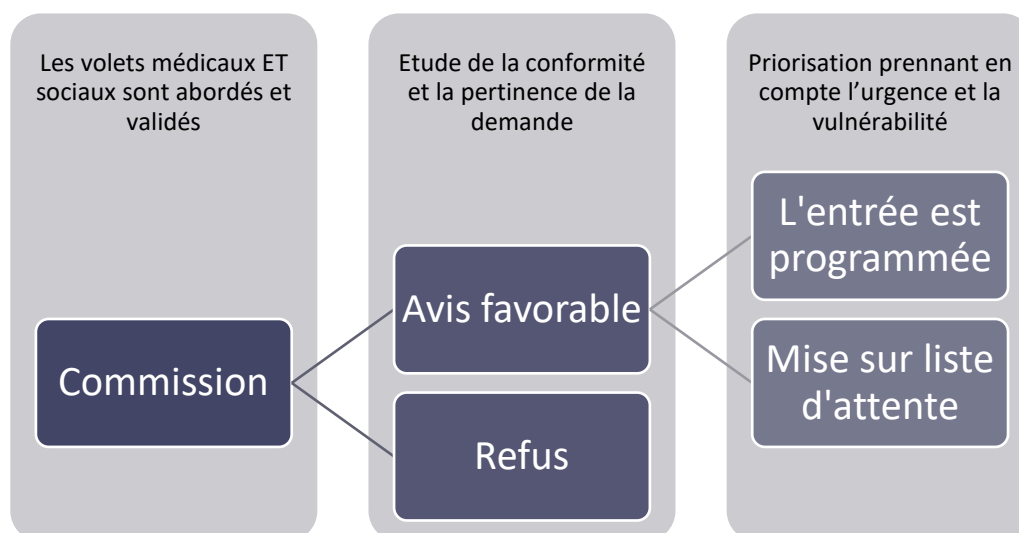 Les volets médicaux ET
sociaux sont abordés et
validés
Etude de la conformité
et la pertinence de la
demande
Priorisation prennant en
compte l’urgence et la
vulnérabilité
Commission
Avis favorable
Refus
L'entrée est
programmée
Mise sur liste
d'attente